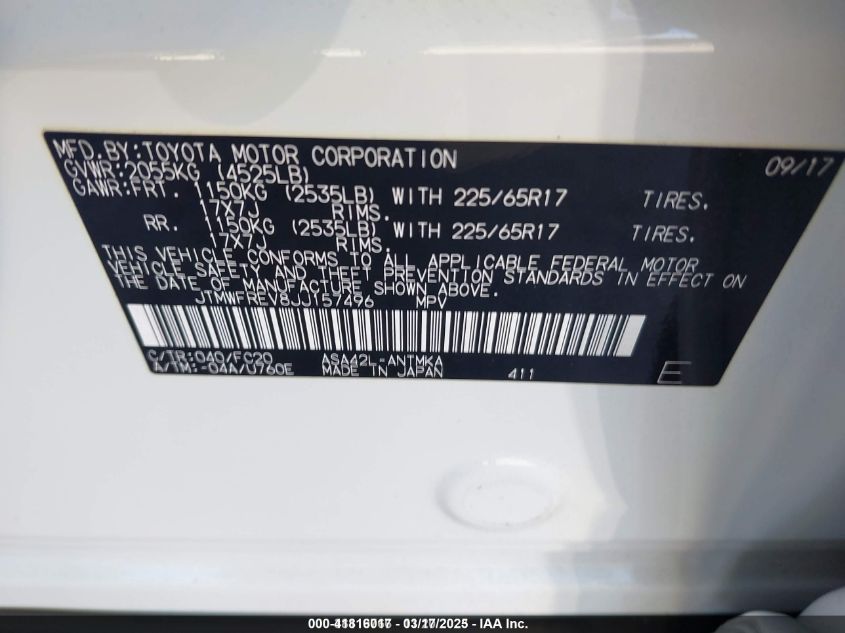 MFD.BY:TOYOTA MOTOR CORPORATION 09/17
GVWR:2055KG (4525LB)
GAWR:FRT. 1150KG (2535LB) WITH 225/65R17 TIRES.
17X7J RIMS.
RR. 1150KG (2535LB) WITH 225/65R17 TIRES.
17X7J RIMS.
THIS VEHICLE CONFORMS TO ALL APPLICABLE FEDERAL MOTOR
VEHICLE SAFETY AND THEFT PREVENTION STANDARDS IN EFFECT ON
THE DATE OF MANUFACTURE SHOWN ABOVE.
JTMWFREV8JJ157496 MPV
C/TR:040/FC20 ASA42L-ANTMKA
A/TM:-04A/U760E MADE IN JAPAN 411 E
03/17/2025 - IAA Inc.